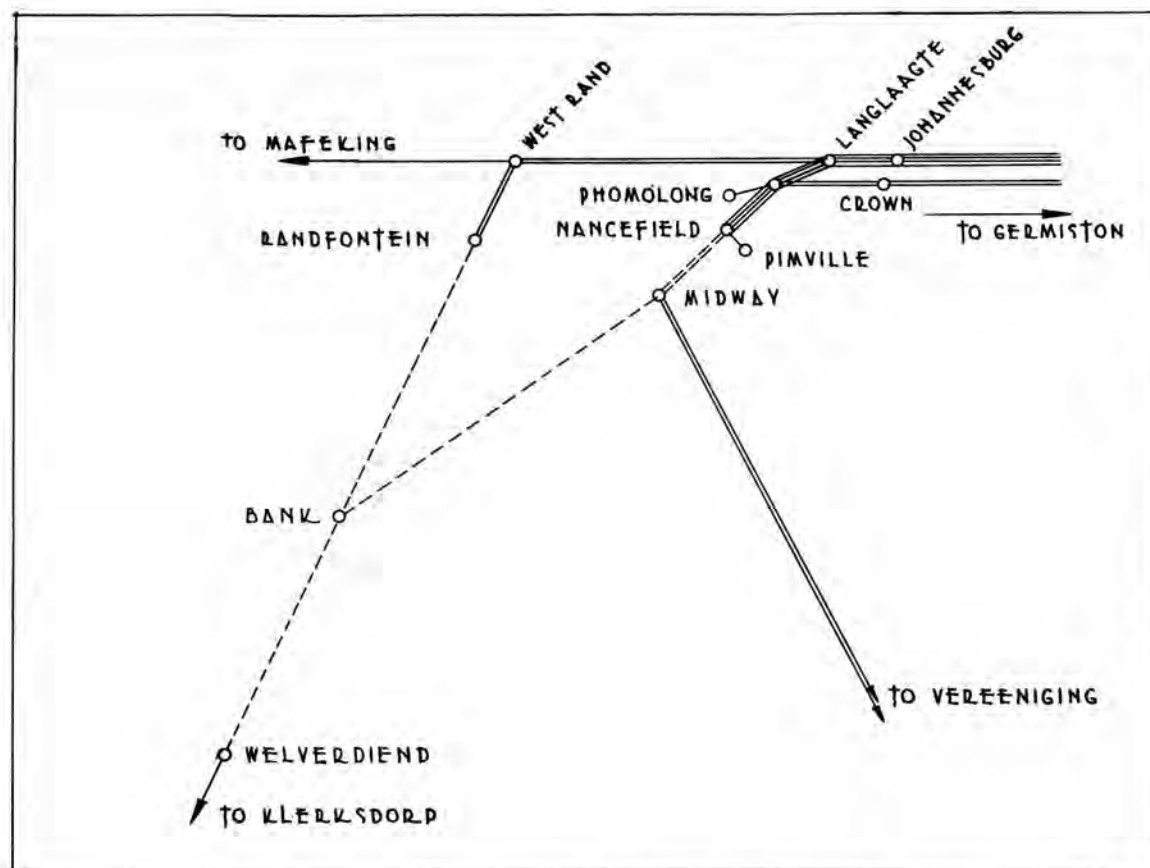 WEST RAND
LANGLAAGTE
JOHANNESBURG
TO MAFEKING
PHOMOLONG
CROWN
NANCEFIELD
TO GERMISTON
RANDFONTEIN
PIMVILLE
MIDWAY
BANK
TO VEREENIGING
WELVERDIEND
TO KLERKSDORP